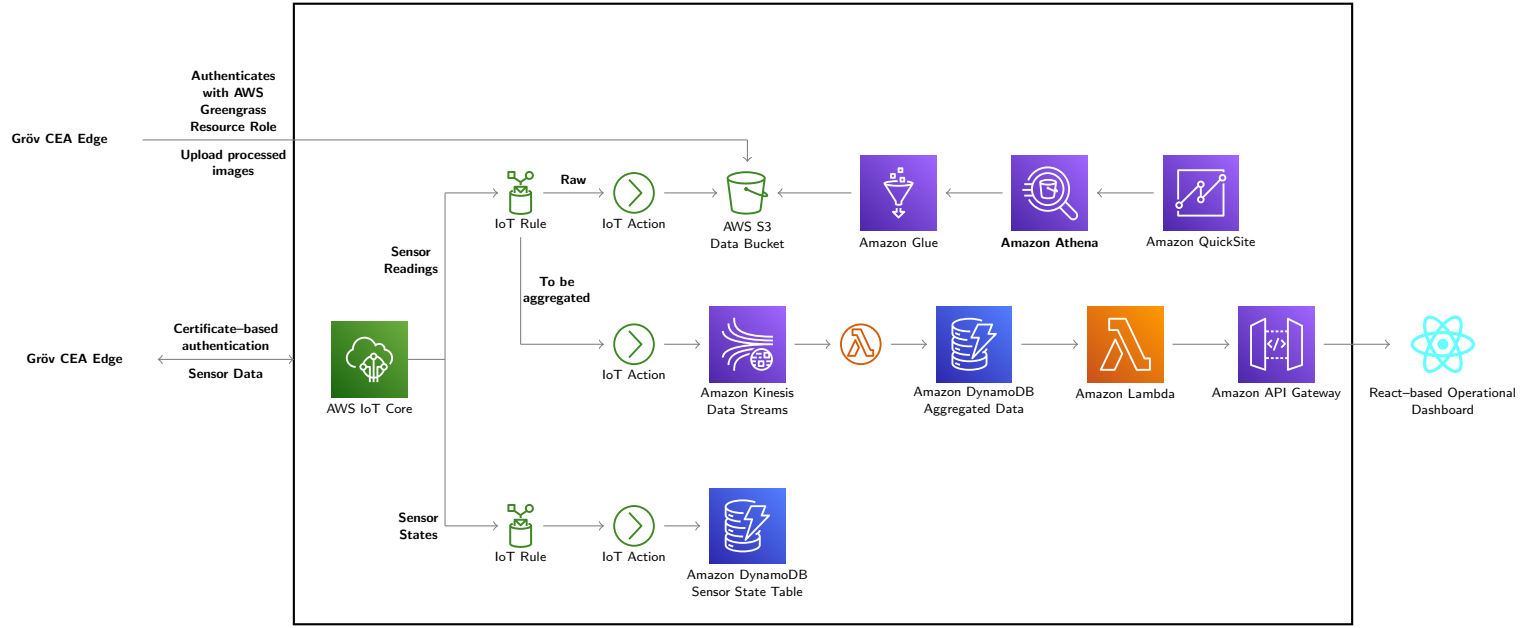 Authenticates
with AWS
Greengrass
Resource Role
Gröv CEA Edge
Upload processed
images
Raw
IoT Rule
IoT Action
AWS S3
Data Bucket
Amazon Glue
Amazon Athena
Amazon QuickSite
Sensor
Readings
To be
aggregated
Certificate–based
authentication
Gröv CEA Edge
Sensor Data
AWS IoT Core
IoT Action
Amazon Kinesis
Data Streams
Amazon DynamoDB
Aggregated Data
Amazon Lambda
Amazon API Gateway
React–based Operational
Dashboard
Sensor
States
IoT Rule
IoT Action
Amazon DynamoDB
Sensor State Table